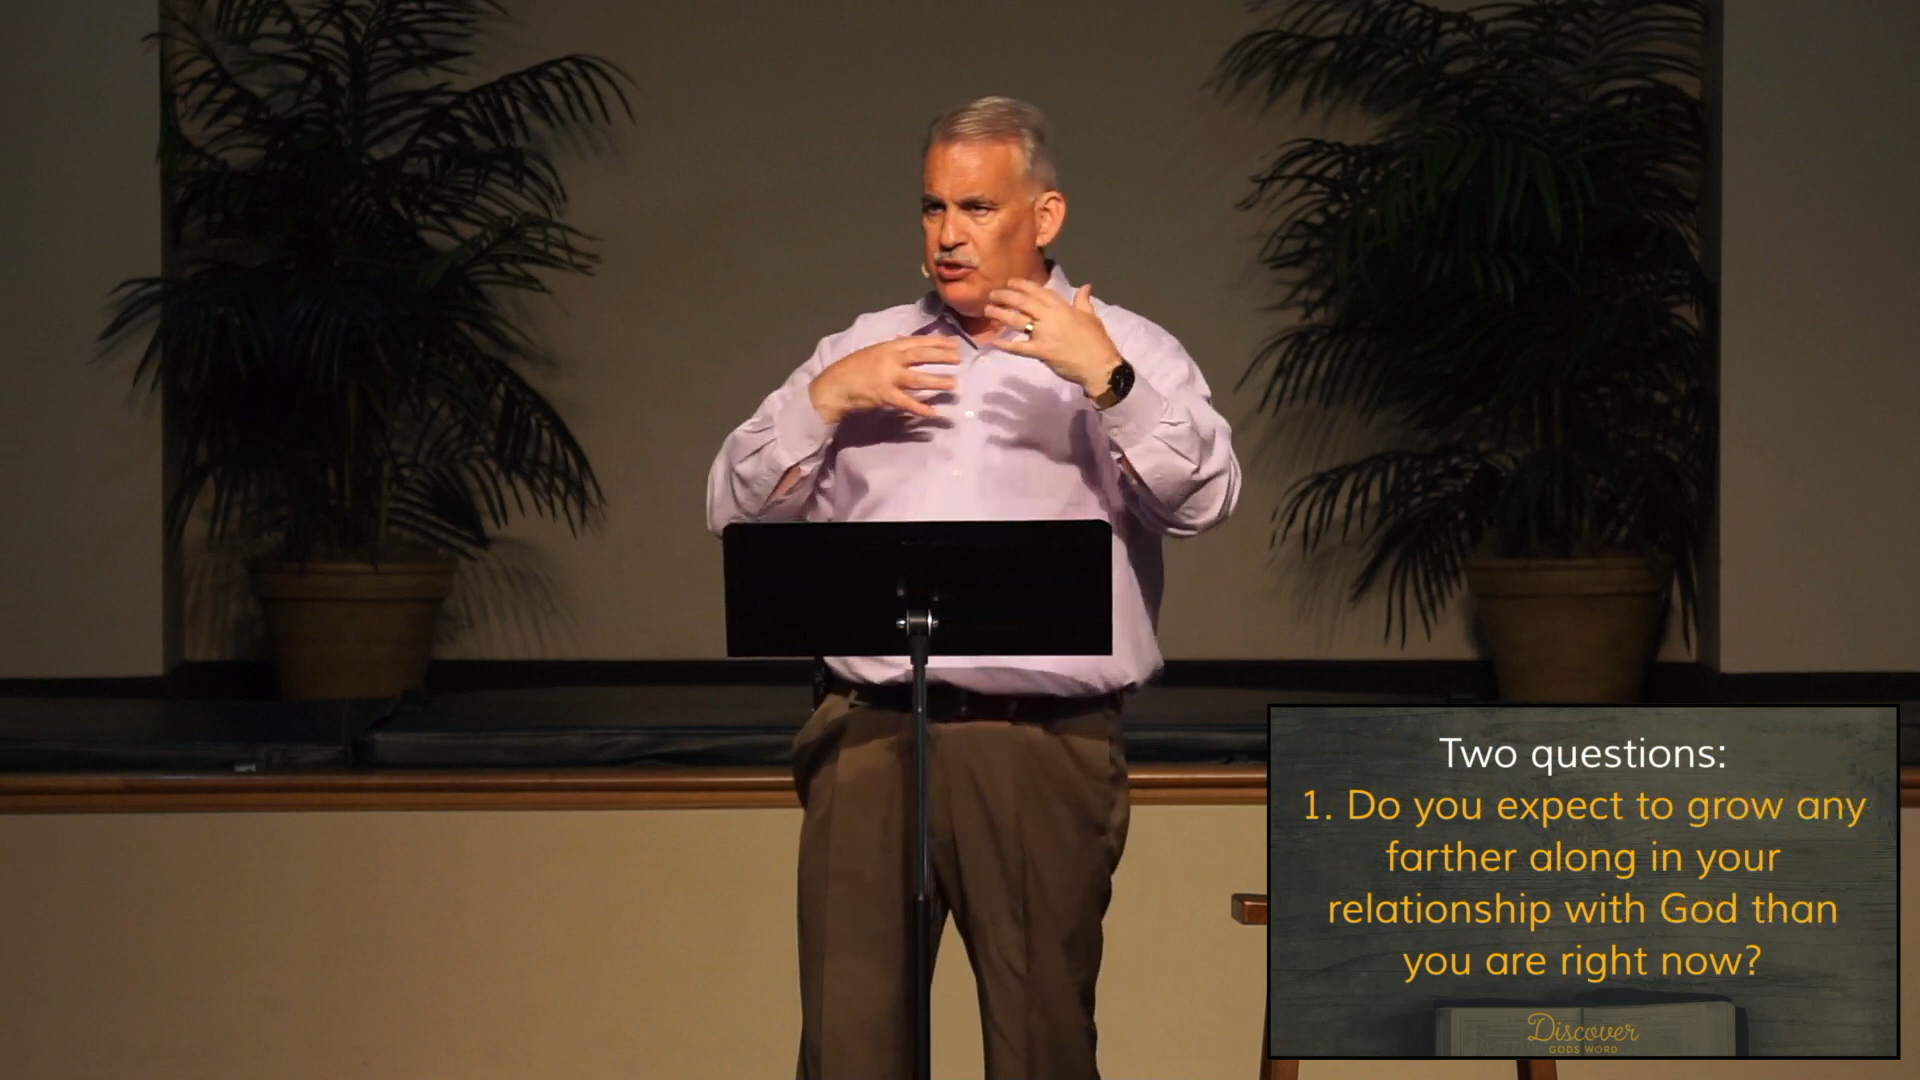 Two questions:
1. Do you expect to grow any
farther along in your
relationship with God than
you are right now?
Discover
GODS WORD